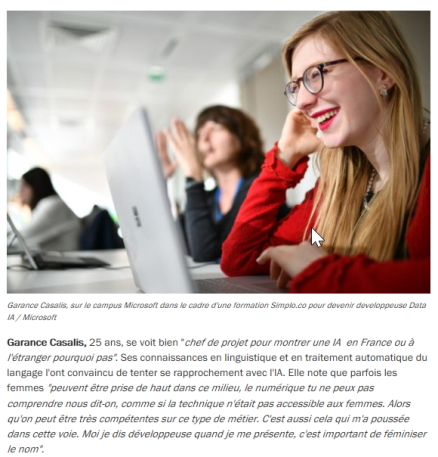 Garance Casalis, sur le campus Microsoft dans le cadre d'une formation Simplo.co pour devenir developpeuse Data
IA / Microsoft
Garance Casalis, 25 ans, se voit bien "chef de projet pour montrer une IA en France ou à
l'étranger pourquoi pas". Ses connaissances en linguistique et en traitement automatique du
langage l'ont convaincu de tenter se rapprochement avec l'IA. Elle note que parfois les
femmes "peuvent être prise de haut dans ce milieu, le numérique tu ne peux pas
comprendre nous dit-on, comme si la technique n'était pas accessible aux femmes. Alors
qu'on peut être très compétentes sur ce type de métier. C'est aussi cela qui m'a poussée
dans cette voie. Moi je dis développeuse quand je me présente, c'est important de féminiser
le nom".